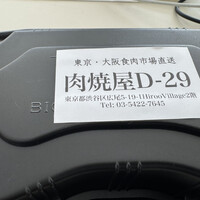 東京・大阪食肉市場直送
肉焼屋D-29
東京都渋谷区広尾5-19-1HirooVillage2階
Tel: 03-5422-7645